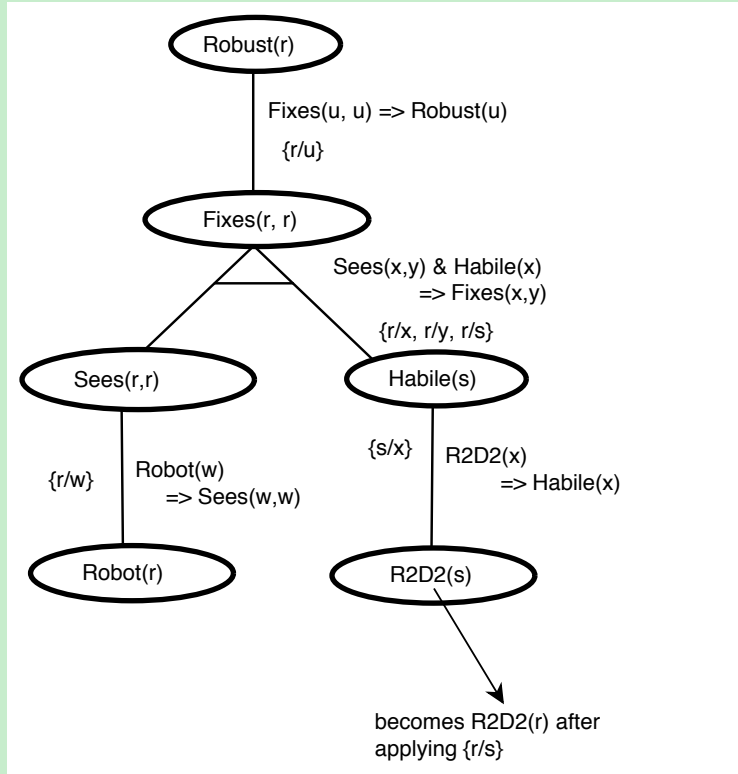 Robust(r)
Fixes(u, u) => Robust(u)
{r/u}
Fixes(r, r)
Sees(x,y) & Habile(x)
=> Fixes(x,y)
{r/x, r/y, r/s}
Sees(r,r)
Habile(s)
{r/w}
Robot(w)
=> Sees(w,w)
{s/x}
R2D2(x)
=> Habile(x)
Robot(r)
R2D2(s)
becomes R2D2(r) after
applying {r/s}